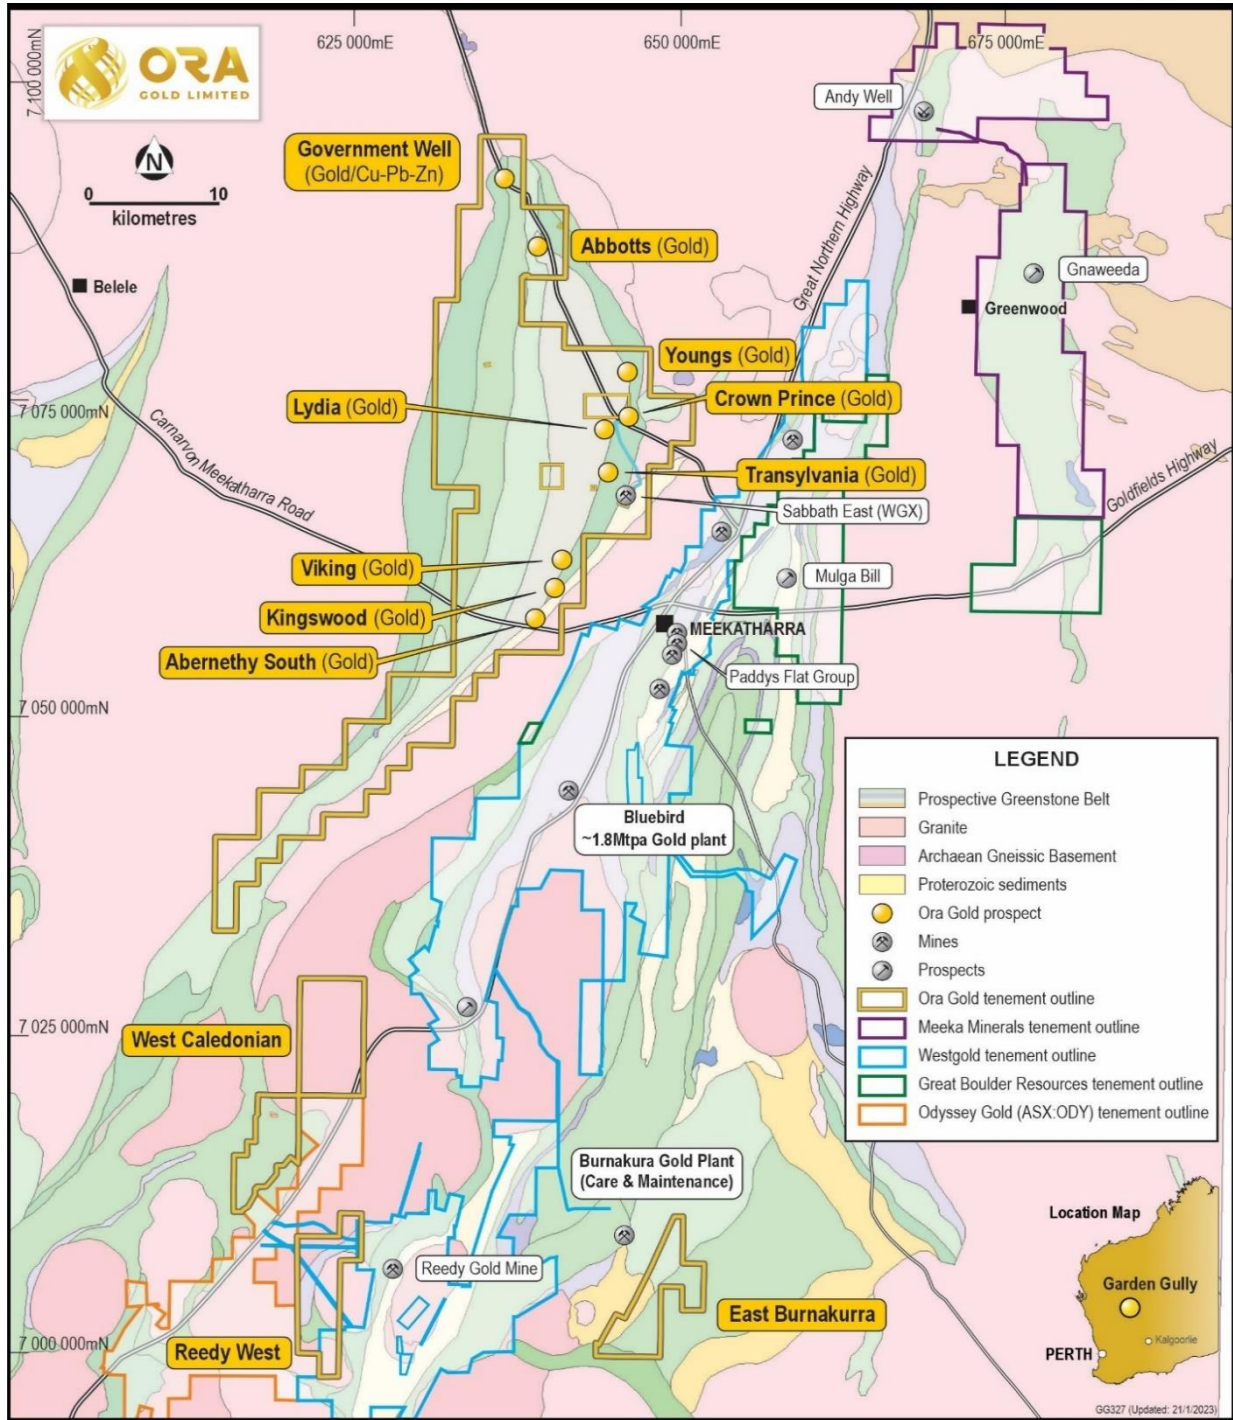 ORA
GOLD LIMITED
625 000mE
650 000mE
675 000mE
7 100 000mN
N
0 10
kilometres
Government Well
(Gold/Cu-Pb-Zn)
Andy Well
Great Northern Highway
Abbotts (Gold)
Belele
Gnaweeda
Greenwood
Youngs (Gold)
Lydia (Gold)
Crown Prince (Gold)
7 075 000mN
Carnarvon Meekatharra Road
Goldfields Highway
Transylvania (Gold)
Sabbath East (WGX)
Viking (Gold)
Mulga Bill
Kingswood (Gold)
MEEKATHARRA
Abernethy South (Gold)
Paddys Flat Group
7 050 000mN
Bluebird
~1.8Mtpa Gold plant
LEGEND
Prospective Greenstone Belt
Granite
Archaean Gneissic Basement
Proterozoic sediments
Ora Gold prospect
Mines
Prospects
Ora Gold tenement outline
Meeka Minerals tenement outline
Westgold tenement outline
Great Boulder Resources tenement outline
Odyssey Gold (ASX:ODY) tenement outline
7 025 000mN
West Caledonian
Burnakura Gold Plant
(Care & Maintenance)
Reedy Gold Mine
East Burnakurra
Reedy West
7 000 000mN
Location Map
Garden Gully
Kalgoorlie
PERTH
GG327 (Updated: 21/1/2023)